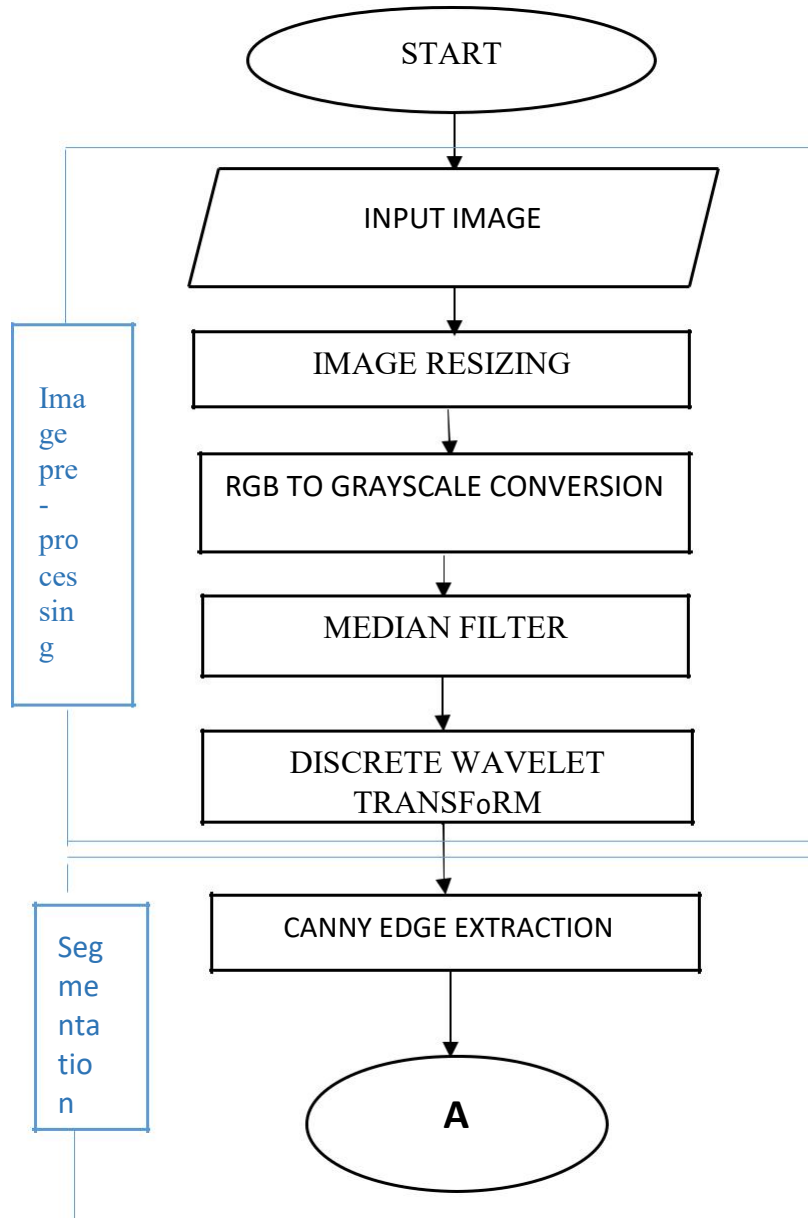 START
INPUT IMAGE
IMAGE RESIZING
Ima
ge
pre
-
pro
ces
sin
g
RGB TO GRAYSCALE CONVERSION
MEDIAN FILTER
DISCRETE WAVELET
TRANSFoRM
CANNY EDGE EXTRACTION
Seg
me
nta
tio
n
A